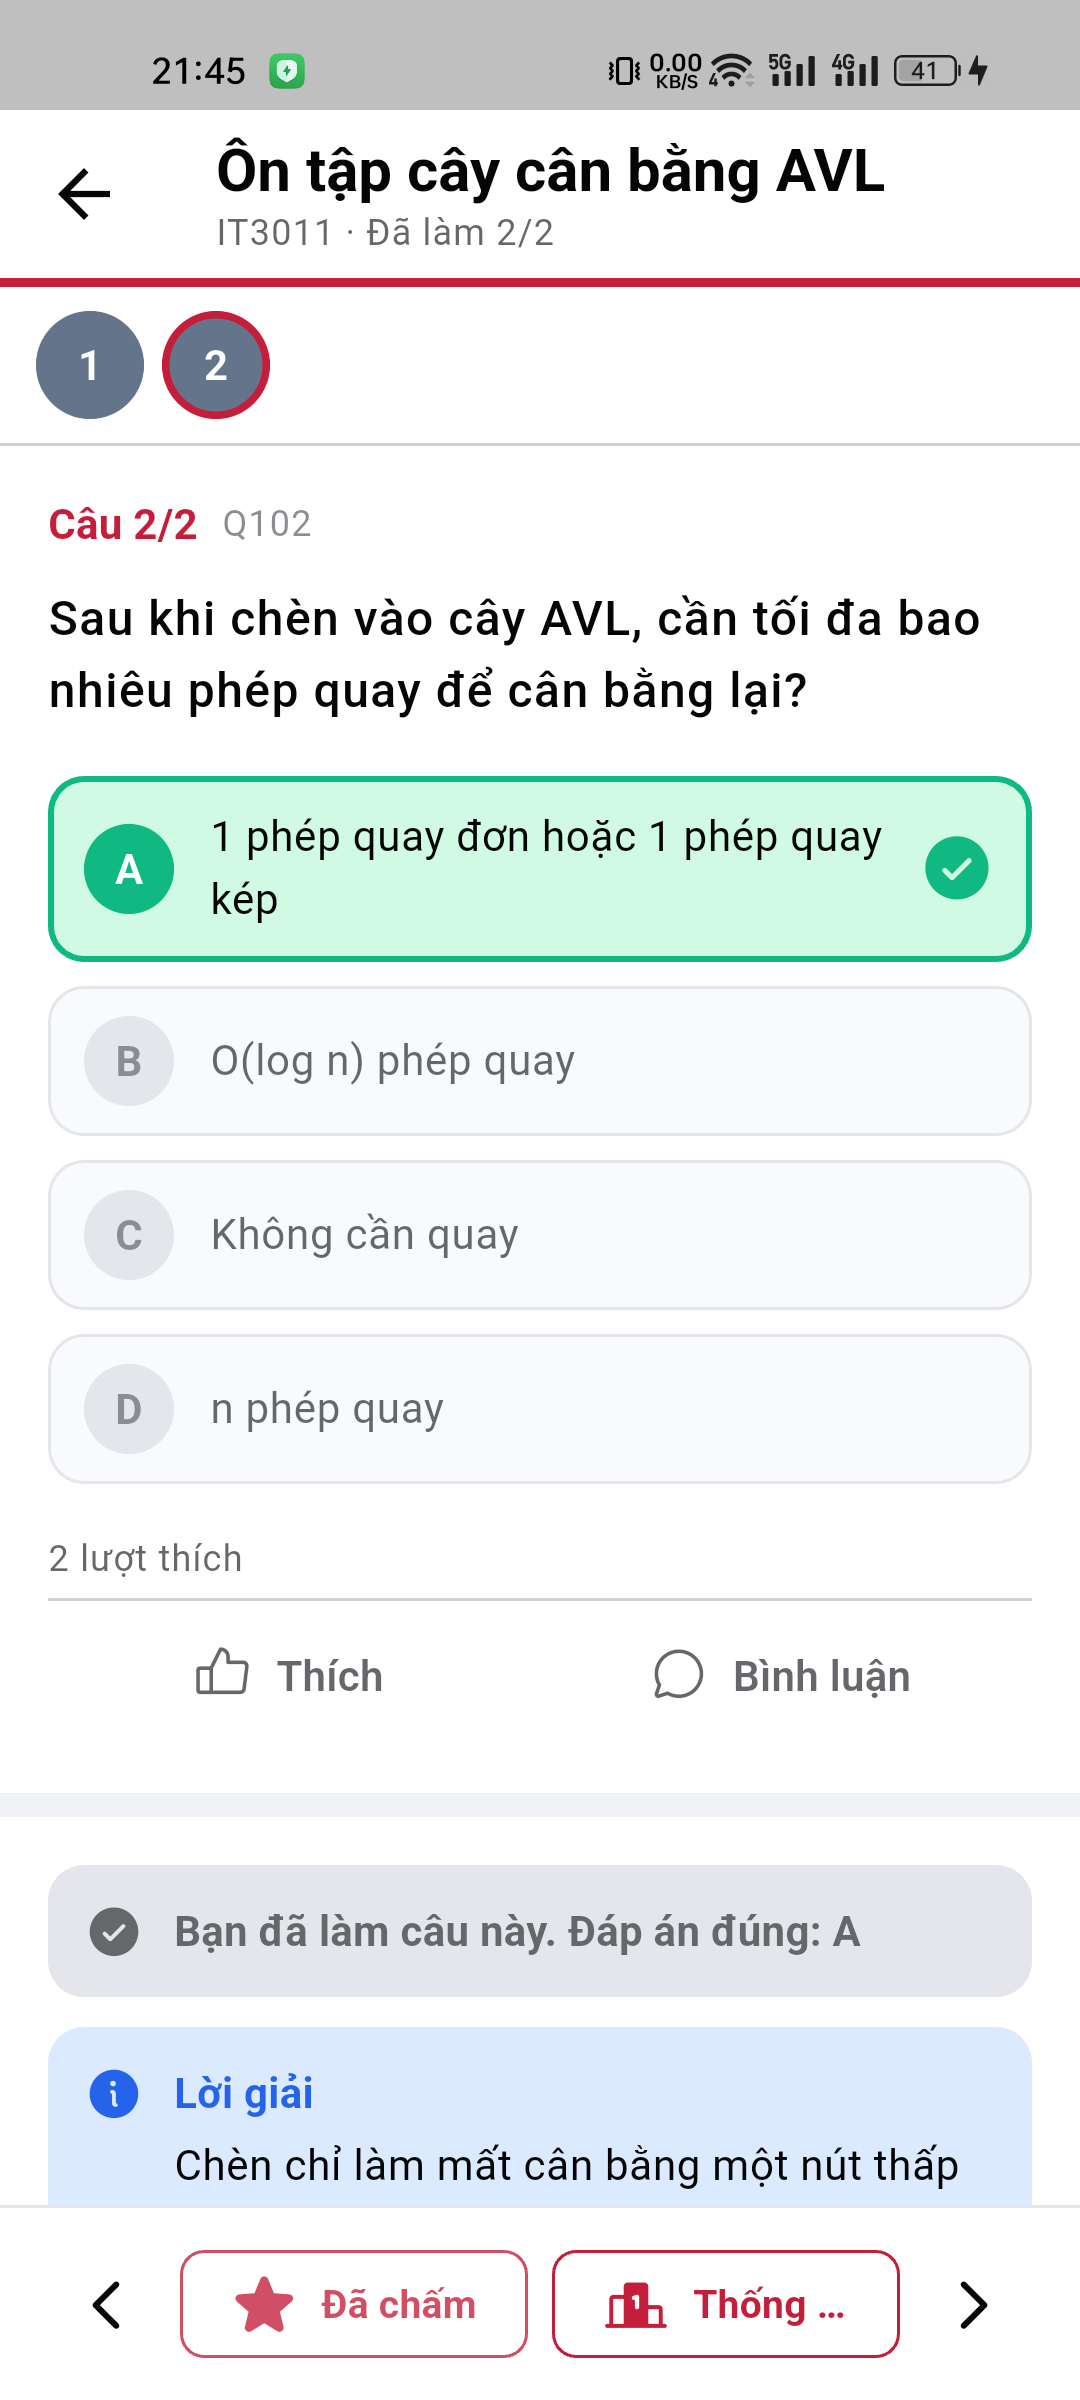 21:45
0.00 KB/S 4 5G 4G 41
Ôn tập cây cân bằng AVL
IT3011 · Đã làm 2/2
1 2
Câu 2/2 Q102
Sau khi chèn vào cây AVL, cần tối đa bao
nhiêu phép quay để cân bằng lại?
A 1 phép quay đơn hoặc 1 phép quay
kép
B O(log n) phép quay
C Không cần quay
D n phép quay
2 lượt thích
Thích Bình luận
Bạn đã làm câu này. Đáp án đúng: A
Lời giải
Chèn chỉ làm mất cân bằng một nút thấp
Đã chấm 1 Thống ...